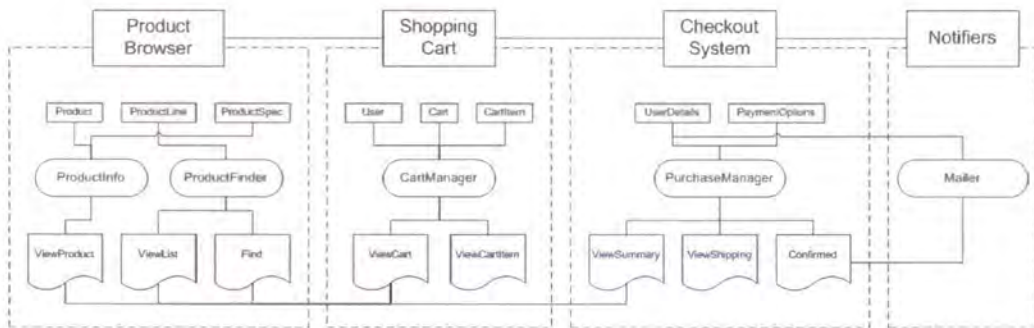 Product
Browser
Shopping
Cart
Checkout
System
Notifiers
Product
ProductLine
ProductSpec
User
Cart
CartItem
UserDetails
PaymentOptions
ProductInfo
ProductFinder
CartManager
PurchaseManager
Mailer
ViewProduct
ViewList
Find
ViewCart
ViewCartItem
ViewSummary
ViewShipping
Confirmed